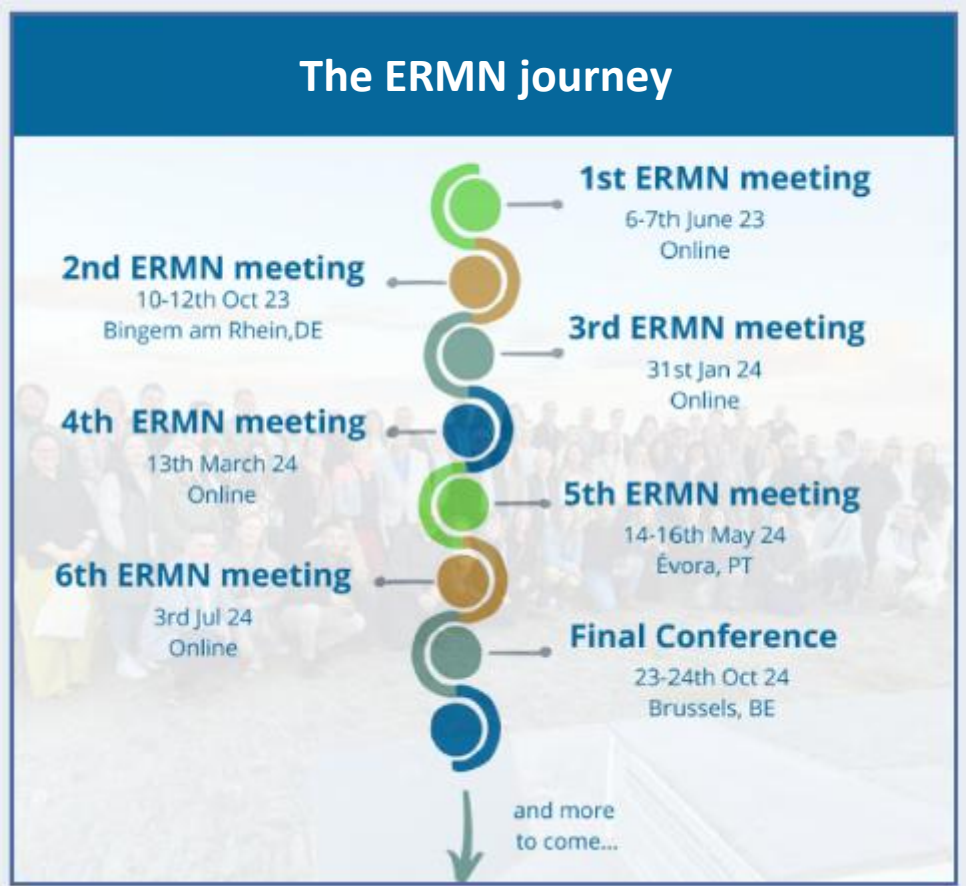 The ERMN journey
1st ERMN meeting
6-7th June 23
Online
2nd ERMN meeting
10-12th Oct 23
Bingem am Rhein,DE
3rd ERMN meeting
31st Jan 24
Online
4th ERMN meeting
13th March 24
Online
5th ERMN meeting
14-16th May 24
Évora, PT
6th ERMN meeting
3rd Jul 24
Online
Final Conference
23-24th Oct 24
Brussels, BE
and more
to come...